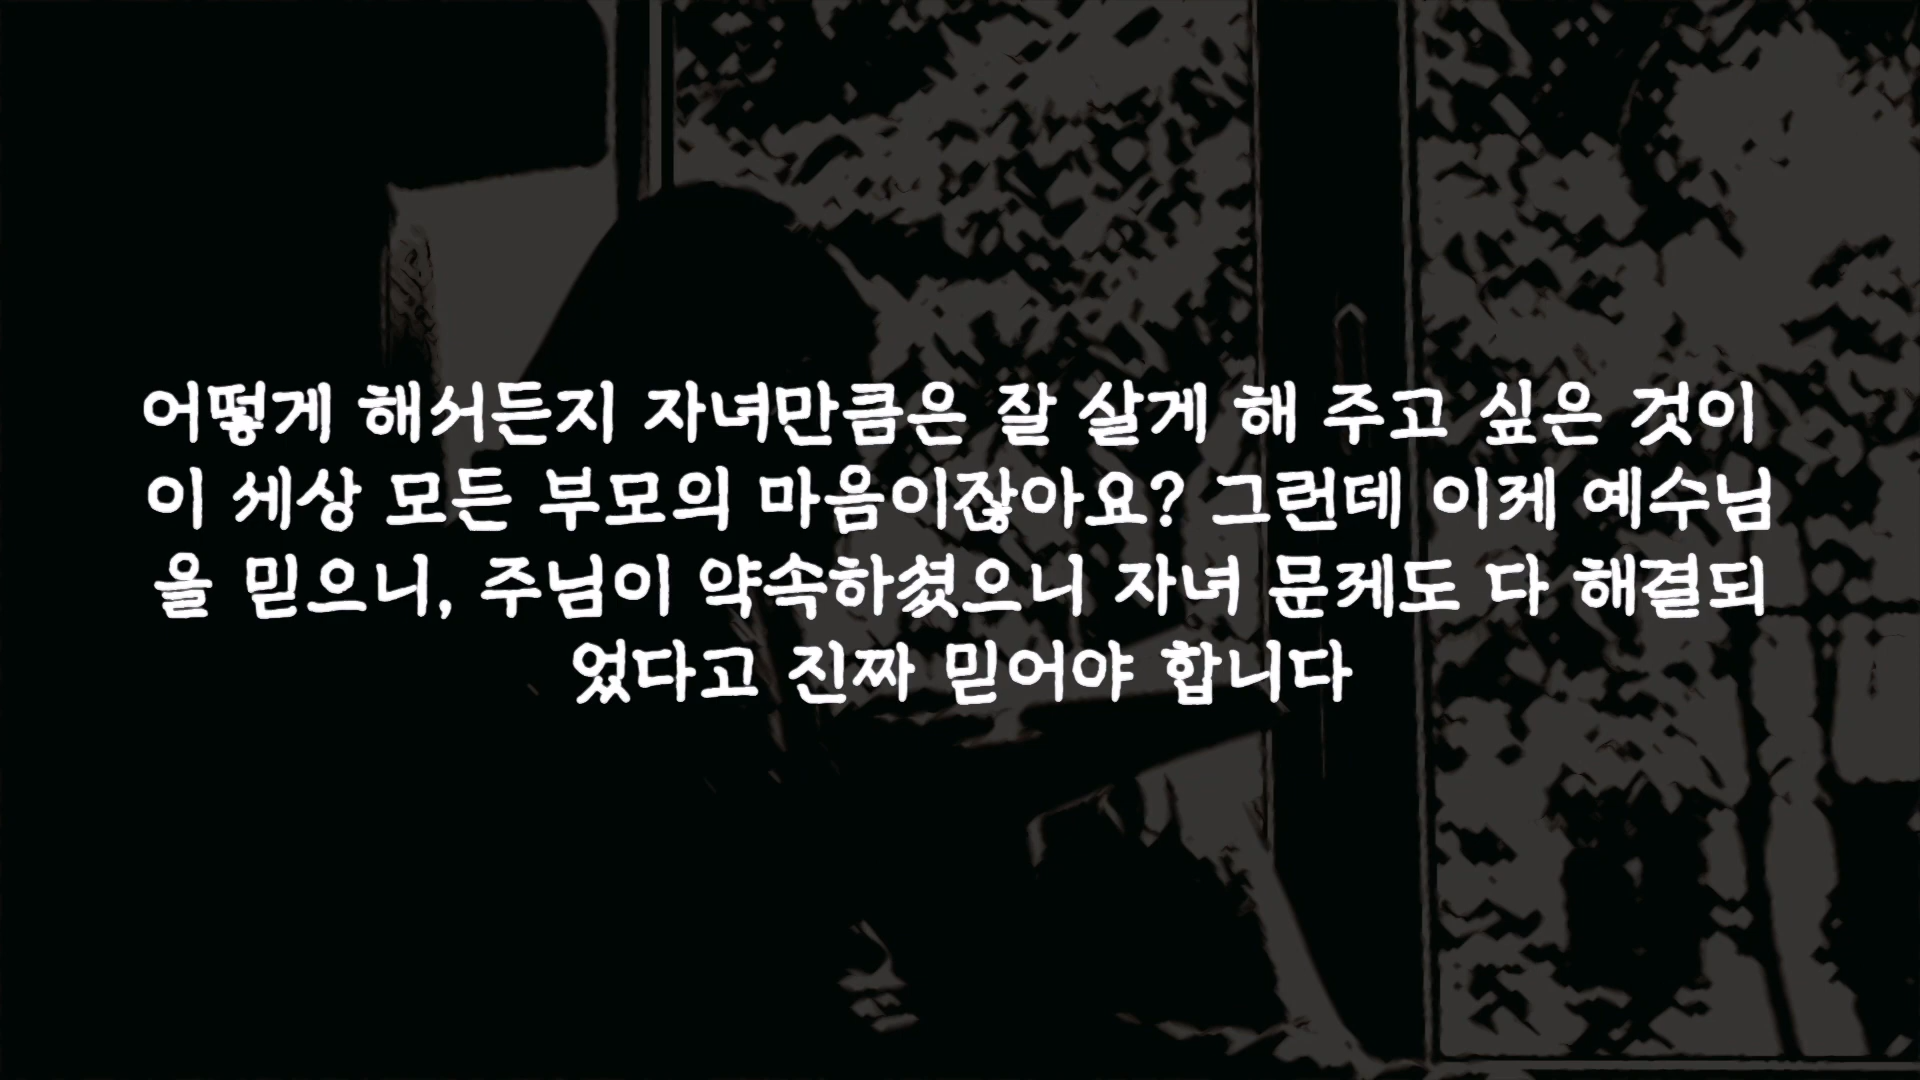 어떻게 해서든지 자녀만큼은 잘 살게 해 주고 싶은 것이
이 세상 모든 부모의 마음이잖아요? 그런데 이제 예수님
을 믿으니, 주님이 약속하셨으니 자녀 문제도 다 해결되
었다고 진짜 믿어야 합니다